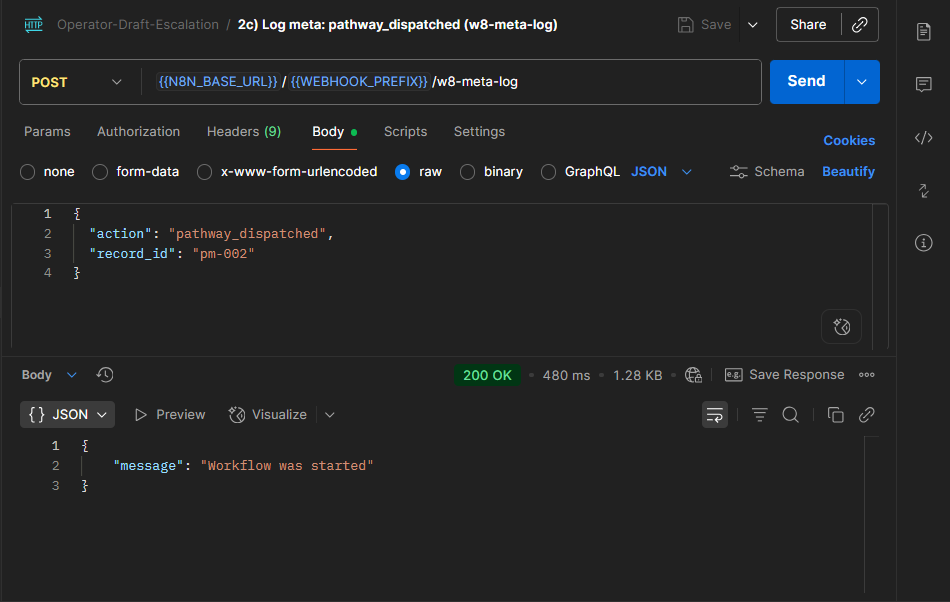 HTTP Operator-Draft-Escalation / 2c) Log meta: pathway_dispatched (w8-meta-log) Save Share
POST {{N8N_BASE_URL}} / {{WEBHOOK_PREFIX}} /w8-meta-log Send
Params Authorization Headers (9) Body Scripts Settings Cookies
none form-data x-www-form-urlencoded raw binary GraphQL JSON Schema Beautify
1 {
2 "action": "pathway_dispatched",
3 "record_id": "pm-002"
4 }
Body 200 OK 480 ms 1.28 KB e.g. Save Response
{} JSON Preview Visualize
1 {
2 "message": "Workflow was started"
3 }